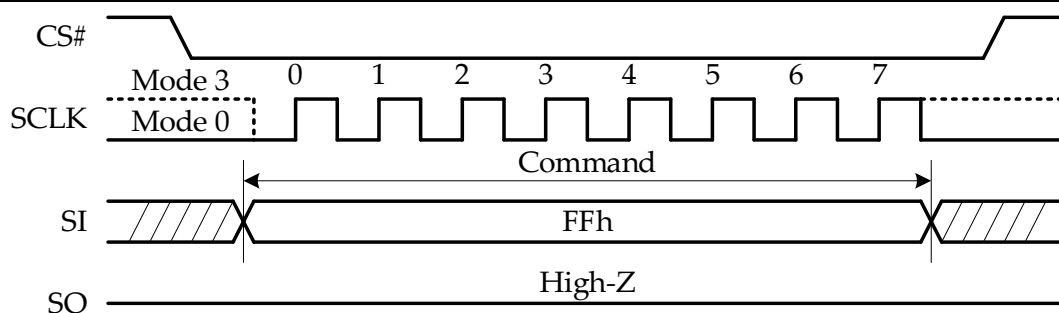 CS#
Mode 3
0 1 2 3 4 5 6 7
SCLK
Mode 0
Command
SI
FFh
High-Z
SO